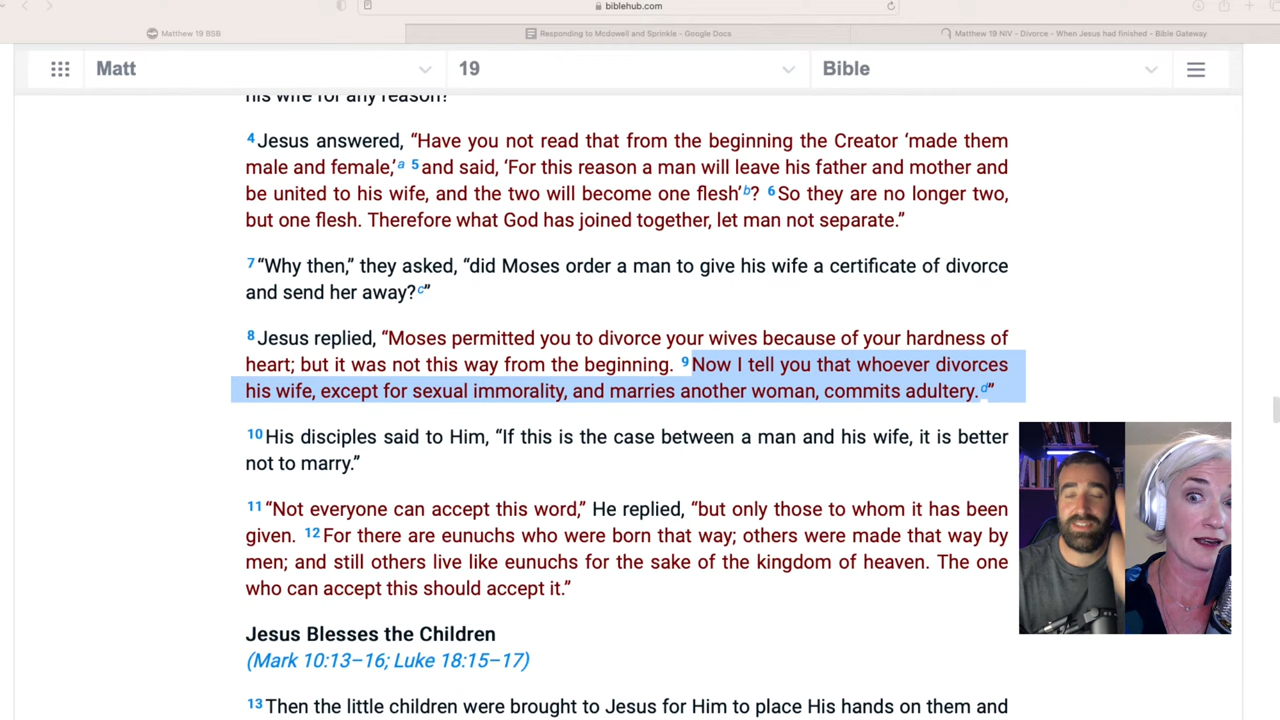 biblehub.com
Matthew 19 BSB
Responding to Mcdowell and Sprinkle - Google Docs
Matthew 19 NIV - Divorce - When Jesus had finished - Bible Gateway
Matt
19
Bible
his wife for any reason?
4 Jesus answered, “Have you not read that from the beginning the Creator ‘made them
male and female,’a 5 and said, ‘For this reason a man will leave his father and mother and
be united to his wife, and the two will become one flesh’b? 6 So they are no longer two,
but one flesh. Therefore what God has joined together, let man not separate.”
7 “Why then,” they asked, “did Moses order a man to give his wife a certificate of divorce
and send her away?c”
8 Jesus replied, “Moses permitted you to divorce your wives because of your hardness of
heart; but it was not this way from the beginning. 9 Now I tell you that whoever divorces
his wife, except for sexual immorality, and marries another woman, commits adultery.d”
10 His disciples said to Him, “If this is the case between a man and his wife, it is better
not to marry.”
11 “Not everyone can accept this word,” He replied, “but only those to whom it has been
given. 12 For there are eunuchs who were born that way; others were made that way by
men; and still others live like eunuchs for the sake of the kingdom of heaven. The one
who can accept this should accept it.”
Jesus Blesses the Children
(Mark 10:13–16; Luke 18:15–17)
13 Then the little children were brought to Jesus for Him to place His hands on them and